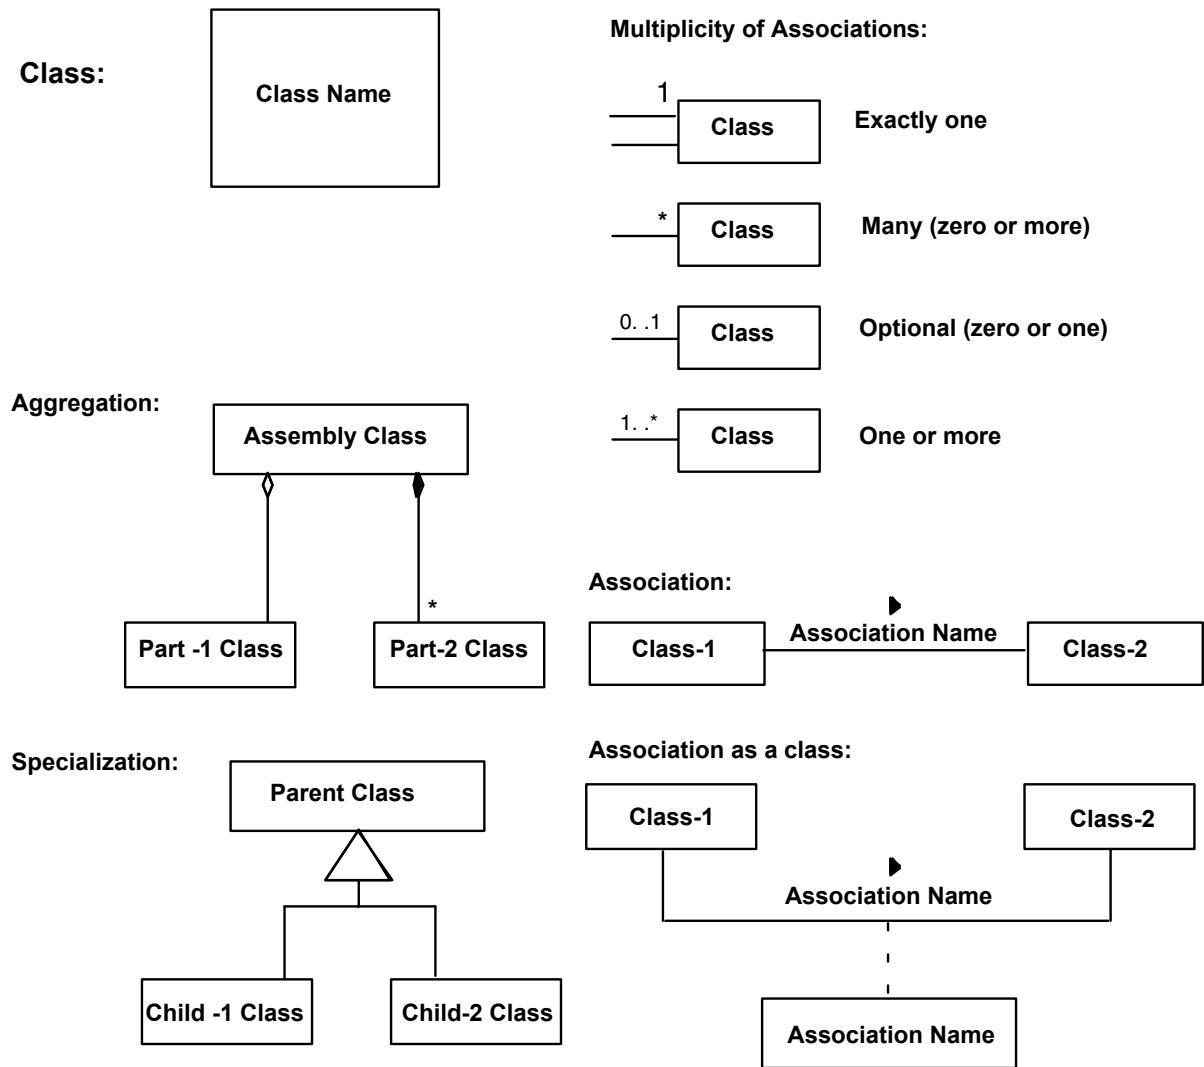 Class:
Class Name
Multiplicity of Associations:
1
Class
Exactly one
*
Class
Many (zero or more)
0. .1
Class
Optional (zero or one)
1. .*
Class
One or more
Aggregation:
Assembly Class
*
Part -1 Class
Part-2 Class
Association:
Class-1
Association Name
Class-2
Specialization:
Parent Class
Child -1 Class
Child-2 Class
Association as a class:
Class-1
Class-2
Association Name
Association Name